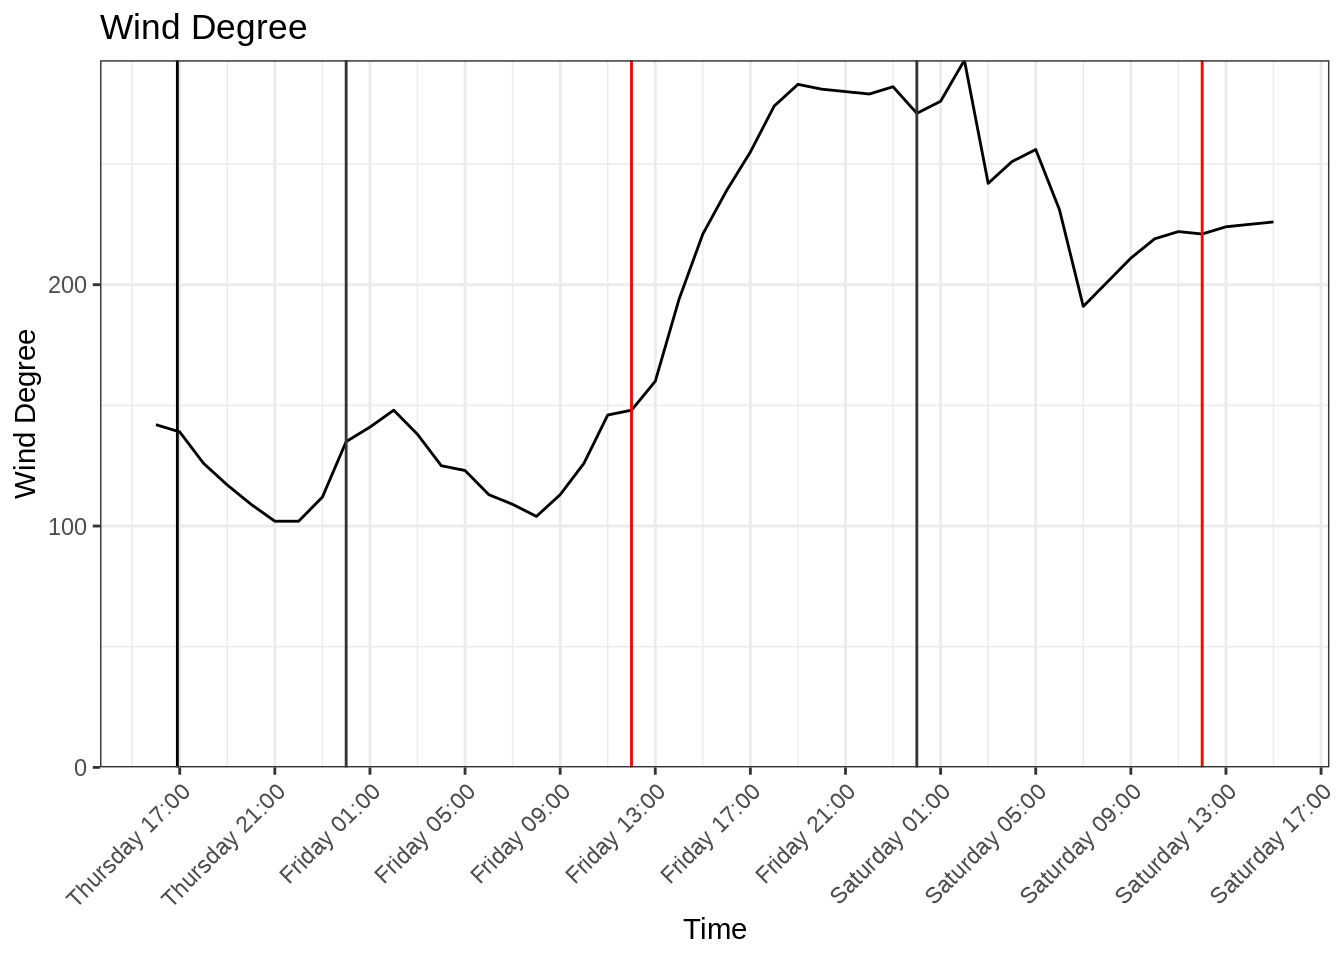 Wind Degree
Wind Degree
200
100
0
Thursday 17:00
Thursday 21:00
Friday 01:00
Friday 05:00
Friday 09:00
Friday 13:00
Friday 17:00
Friday 21:00
Saturday 01:00
Saturday 05:00
Saturday 09:00
Saturday 13:00
Saturday 17:00
Time